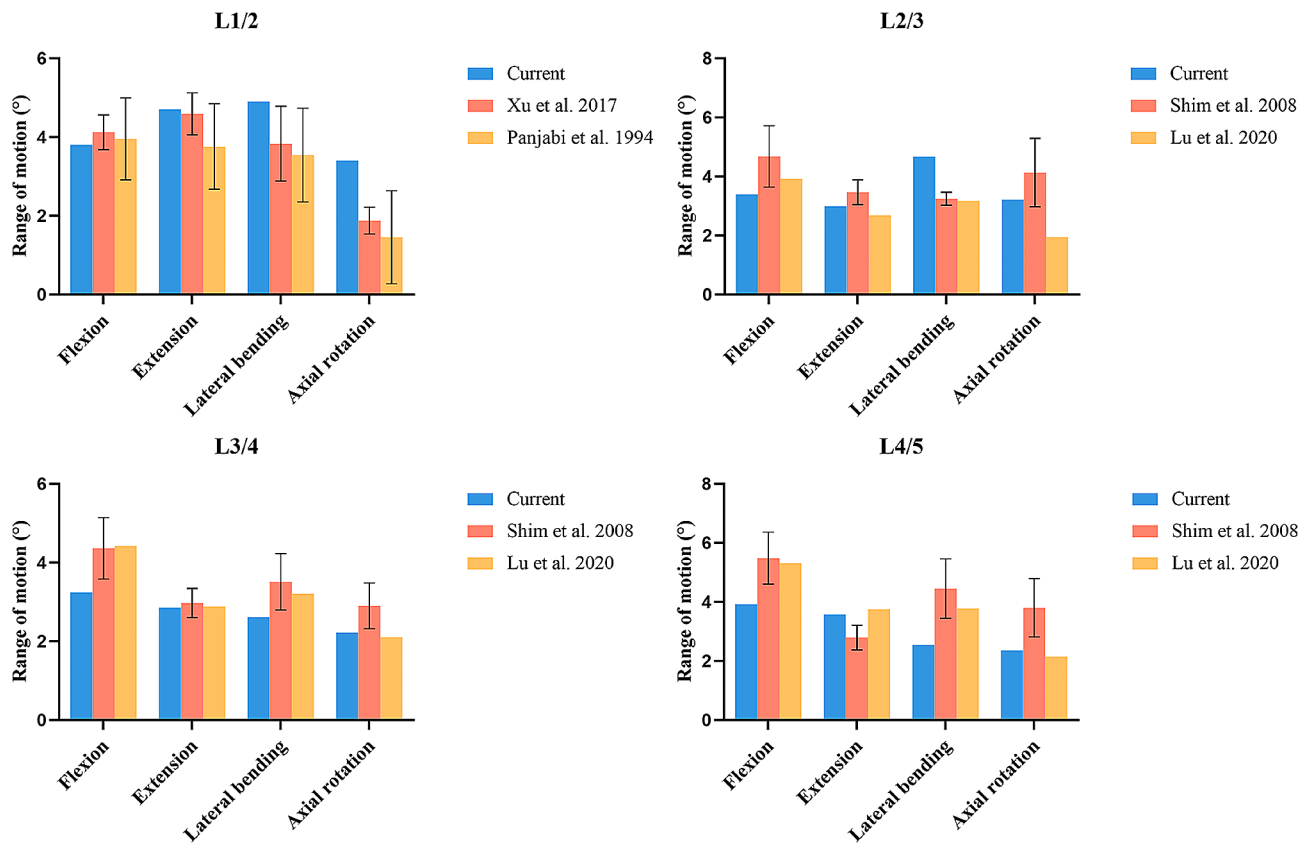 L1/2
Range of motion (°)
6
4
2
0
Flexion
Extension
Lateral bending
Axial rotation
Current
Xu et al. 2017
Panjabi et al. 1994
L2/3
Range of motion (°)
8
6
4
2
0
Flexion
Extension
Lateral bending
Axial rotation
Current
Shim et al. 2008
Lu et al. 2020
L3/4
Range of motion (°)
6
4
2
0
Flexion
Extension
Lateral bending
Axial rotation
Current
Shim et al. 2008
Lu et al. 2020
L4/5
Range of motion (°)
8
6
4
2
0
Flexion
Extension
Lateral bending
Axial rotation
Current
Shim et al. 2008
Lu et al. 2020